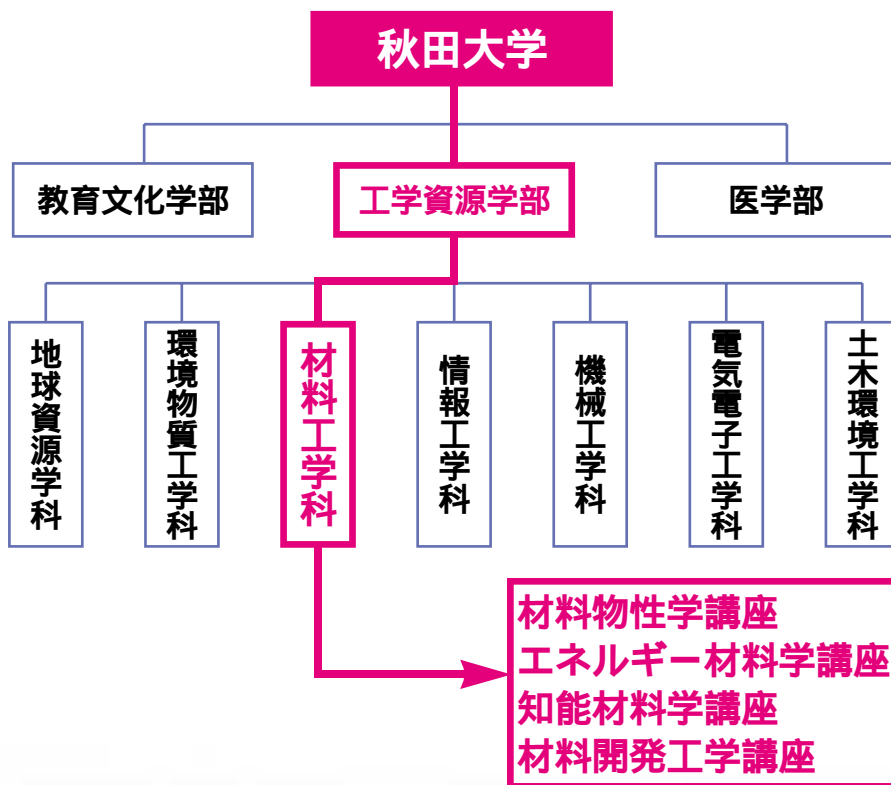 秋田大学
教育文化学部
工学資源学部
医学部
地球資源学科
環境物質工学科
材料工学科
情報工学科
機械工学科
電気電子工学科
土木環境工学科
材料物性学講座
エネルギー材料学講座
知能材料学講座
材料開発工学講座